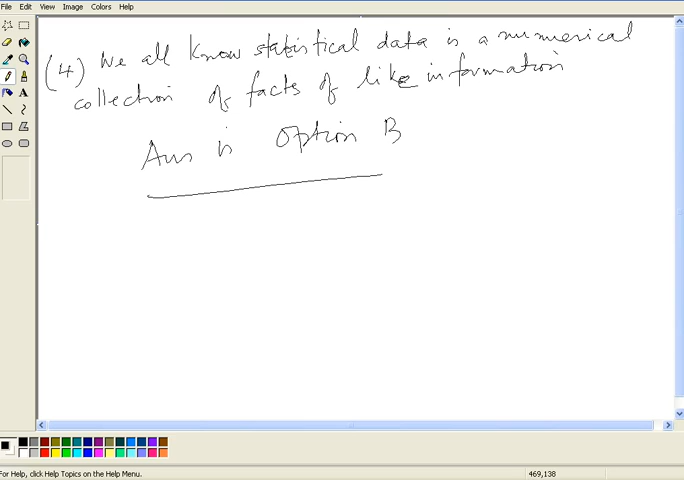 File Edit View Image Colors Help
(4) We all know statistical data is a numerical
collection of facts of like information
Ans is option B
For Help, click Help Topics on the Help Menu.
469,138